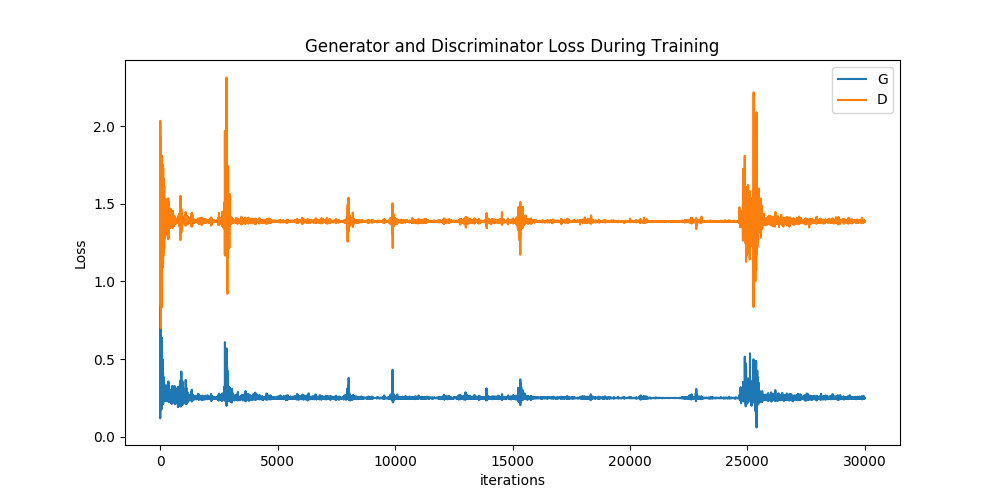 Generator and Discriminator Loss During Training
G
D
Loss
2.0
1.5
1.0
0.5
0.0
0
5000
10000
15000
20000
25000
30000
iterations